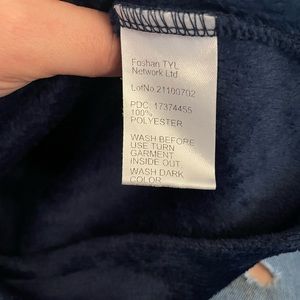 Foshan TYL
Network Ltd
LotNo.21100702
PDC. 17374455
100%
POLYESTER
WASH BEFORE
USE TURN
GARMENT
INSIDE OUT
WASH DARK
COLOR